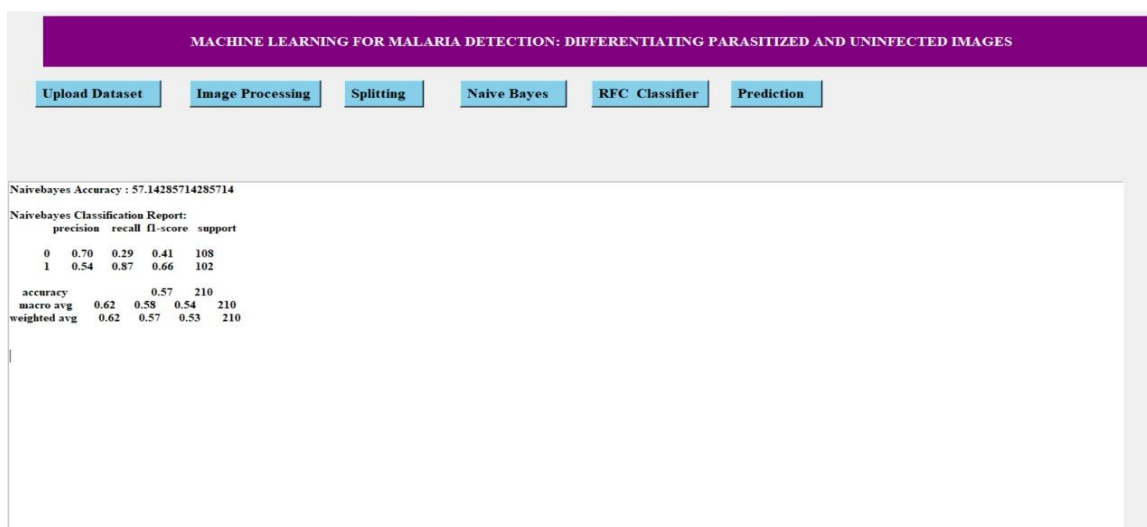 MACHINE LEARNING FOR MALARIA DETECTION: DIFFERENTIATING PARASITIZED AND UNINFECTED IMAGES
Upload Dataset Image Processing Splitting Naive Bayes RFC Classifier Prediction
Naivebayes Accuracy : 57.14285714285714
Naivebayes Classification Report:
precision recall f1-score support
0 0.70 0.29 0.41 108
1 0.54 0.87 0.66 102
accuracy 0.57 210
macro avg 0.62 0.58 0.54 210
weighted avg 0.62 0.57 0.53 210